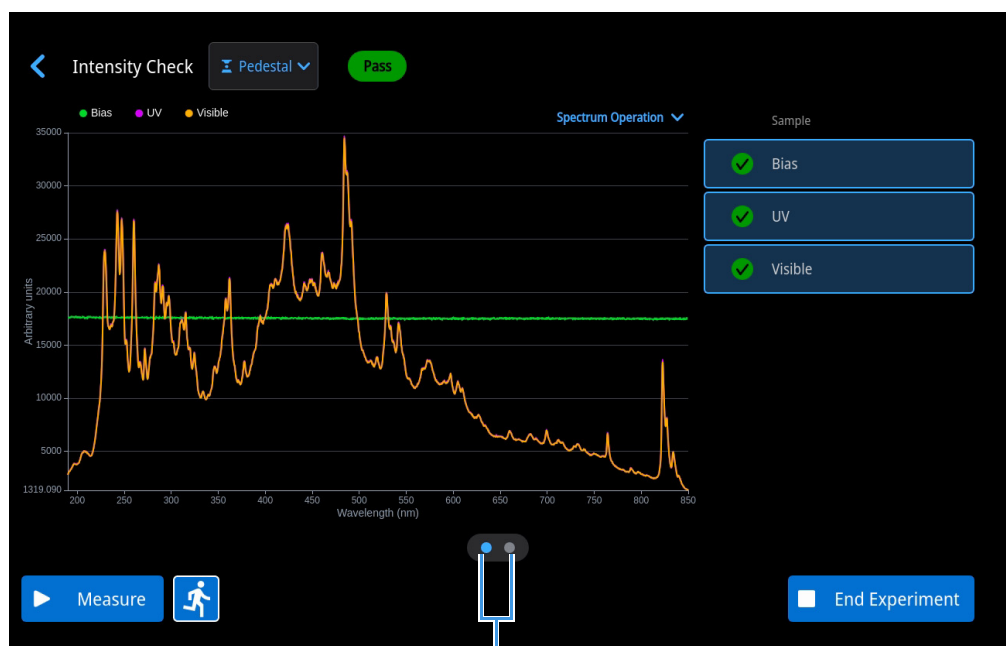 Intensity Check
Pedestal
Pass
Bias
UV
Visible
Spectrum Operation
Sample
Bias
UV
Visible
Arbitrary units
35000
30000
25000
20000
15000
10000
5000
1319.090
200 250 300 350 400 450 500 550 600 650 700 750 800 850
Wavelength (nm)
Measure
End Experiment